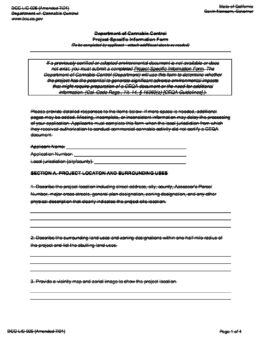 DCC-LIC-026 (Amended 7/21)
Department of Cannabis Control
www.cannabis.ca.gov
State of California
Gavin Newsom, Governor
Department of Cannabis Control
Project-Specific Information Form
(To be completed by applicant – attach additional sheets as needed)
If a previously certified or adopted environmental document is not available or does
not exist, you must submit a completed Project-Specific Information Form. The
Department of Cannabis Control (Department) will use this form to determine whether
the project has the potential to generate significant adverse environmental impacts
that might require preparation of a CEQA document or the need for additional
information. (Cal. Code Regs.,
Please provide detailed responses to the items below. If more space is needed, additional
pages may be added. Missing, incomplete, or inconsistent information may delay the processing
of your application. Applicants must complete this form when the local jurisdiction from which
they received authorization to conduct commercial cannabis activity did not certify a CEQA
document.
Applicant Name:
Application Number:
Local jurisdiction (city/county):
SECTION A. PROJECT LOCATION AND SURROUNDING USES
1. Describe the project location including street address, city, county, Assessor's Parcel
Number, major cross streets, general plan designation, zoning designation, and any other
physical description that clearly indicates the project site location.
2. Describe the surrounding land uses and zoning designations within one-half mile radius of
the project and list the abutting land uses.
3. Provide a vicinity map and aerial image to show the project location.
DCC-LIC-026 (Amended 7/21)
Page 1 of 4